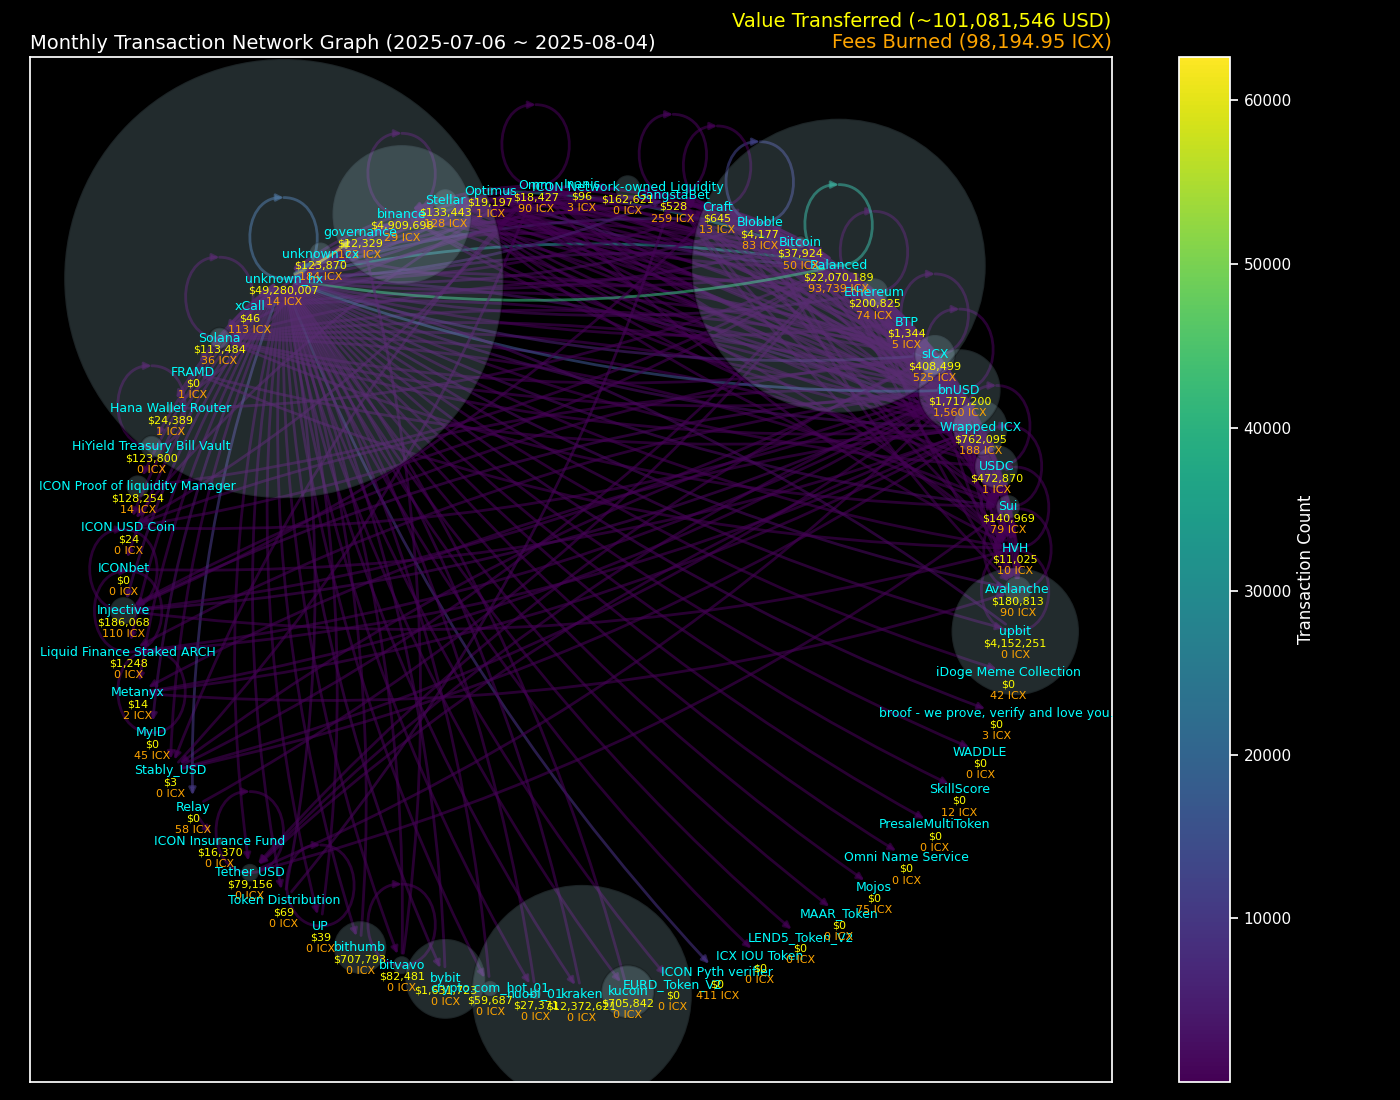 Value Transferred (~101,081,546 USD)
Monthly Transaction Network Graph (2025-07-06 ~ 2025-08-04)
Fees Burned (98,194.95 ICX)
Omm
$18,427
90 ICX
Inanis
$96
3 ICX
ICON Network-owned Liquidity
$162,621
0 ICX
Optimus
$19,197
1 ICX
GangstaBet
$528
259 ICX
Stellar
$133,443
128 ICX
Craft
$645
13 ICX
binance
$4,909,698
29 ICX
Blobble
$4,177
83 ICX
governance
$12,329
Bitcoin
$37,924
50 ICX
unknown_cx
$123,870
184 ICX
Balanced
$22,070,189
93,739 ICX
unknown_hx
$49,280,007
14 ICX
Ethereum
$200,825
74 ICX
xCall
$46
113 ICX
BTP
$1,344
5 ICX
Solana
$113,484
36 ICX
sICX
$408,499
525 ICX
FRAMD
$0
1 ICX
bnUSD
$1,717,200
1,560 ICX
Hana Wallet Router
$24,389
1 ICX
Wrapped ICX
$762,095
188 ICX
HiYield Treasury Bill Vault
$123,800
0 ICX
USDC
$472,870
1 ICX
ICON Proof of liquidity Manager
$128,254
14 ICX
Sui
$140,969
79 ICX
ICON USD Coin
$24
0 ICX
HVH
$11,025
10 ICX
ICONbet
$0
0 ICX
Avalanche
$180,813
90 ICX
Injective
$186,068
110 ICX
upbit
$4,152,251
0 ICX
Liquid Finance Staked ARCH
$1,248
0 ICX
iDoge Meme Collection
$0
42 ICX
Metanyx
$14
2 ICX
broof - we prove, verify and love you
$0
3 ICX
MyID
$0
45 ICX
WADDLE
$0
0 ICX
Stably_USD
$3
0 ICX
SkillScore
$0
12 ICX
Relay
$0
58 ICX
PresaleMultiToken
$0
0 ICX
ICON Insurance Fund
$16,370
0 ICX
Omni Name Service
$0
0 ICX
Tether USD
$79,156
0 ICX
Mojos
$0
75 ICX
Token Distribution
$69
0 ICX
MAAR_Token
$0
0 ICX
UP
$39
0 ICX
LEND5_Token_V2
$0
0 ICX
bithumb
$707,793
0 ICX
ICX IOU Token
$0
0 ICX
bitvavo
$82,481
0 ICX
ICON Pyth verifier
$0
411 ICX
bybit
0 ICX
EURD_Token_V2
$0
0 ICX
crypto_com_hot_01
$59,687
0 ICX
huobi_01
$27,371
0 ICX
kraken
$12,372,621
0 ICX
kucoin
$705,842
0 ICX
60000
50000
40000
30000
20000
10000
Transaction Count